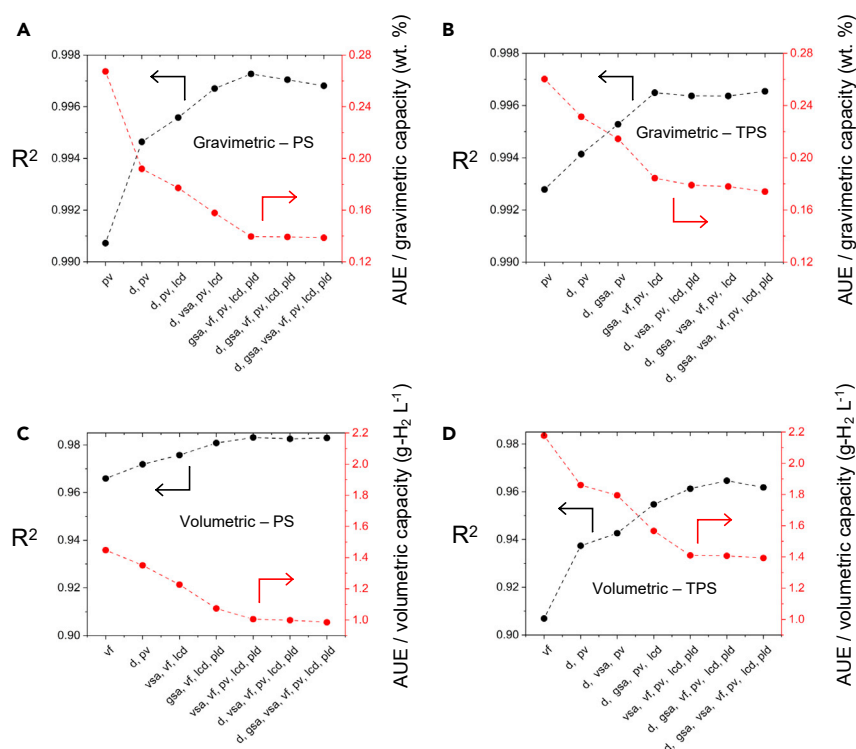 A
R²
0.998
0.996
0.994
0.992
0.990
Gravimetric – PS
0.28
0.24
0.20
0.16
0.12
AUE / gravimetric capacity (wt. %)
pv
d, pv
d, pv, lcd
d, vsa, pv, lcd
gsa, vf, pv, lcd, pld
d, gsa, vf, pv, lcd, pld
d, gsa, vsa, vf, pv, lcd, pld
B
R²
0.998
0.996
0.994
0.992
0.990
Gravimetric – TPS
0.28
0.24
0.20
0.16
0.12
AUE / gravimetric capacity (wt. %)
pv
d, pv
d, gsa, pv
gsa, vf, pv, lcd
d, vsa, pv, lcd, pld
d, gsa, vsa, vf, pv, lcd
d, gsa, vsa, vf, pv, lcd, pld
C
R²
0.98
0.96
0.94
0.92
0.90
Volumetric – PS
2.2
2.0
1.8
1.6
1.4
1.2
1.0
AUE / volumetric capacity (g-H₂ L⁻¹)
vf
d, pv
vsa, vf, lcd
gsa, vf, lcd, pld
vsa, vf, pv, lcd, pld
d, vsa, vf, pv, lcd, pld
d, gsa, vsa, vf, pv, lcd, pld
D
R²
0.98
0.96
0.94
0.92
0.90
Volumetric – TPS
2.2
2.0
1.8
1.6
1.4
1.2
1.0
AUE / volumetric capacity (g-H₂ L⁻¹)
vf
d, pv
d, vsa, pv
d, gsa, pv, lcd
vsa, vf, pv, lcd, pld
d, gsa, vf, pv, lcd, pld
d, gsa, vsa, vf, pv, lcd, pld